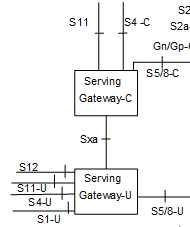 S2
S11 S4 -C
S2a-
Gn/Gp-
S5/8-C
Serving
Gateway-C
Sxa
S12
S11-U
S4-U
S1-U
Serving
Gateway-U
S5/8-U